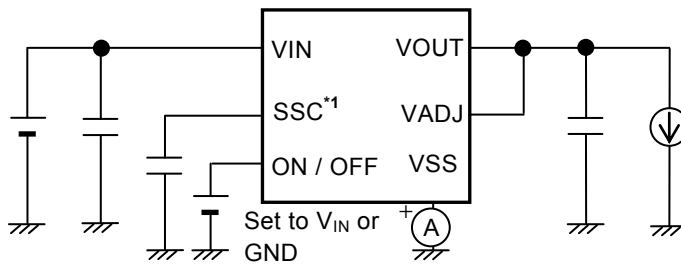 VIN
VOUT
SSC*1
VADJ
ON / OFF
VSS
Set to VIN or
GND
+
A